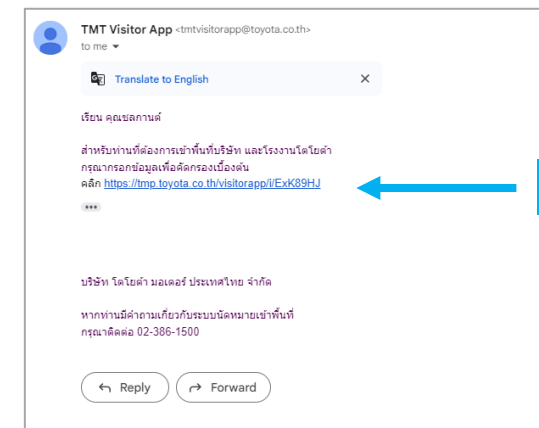 TMT Visitor App <tmtvisitorapp@toyota.co.th>
to me
Translate to English
เรียน คุณชลกานต์
สำหรับท่านที่ต้องการเข้าพื้นที่บริษัท และโรงงานโตโยต้า
กรุณากรอกข้อมูลเพื่อคัดกรองเบื้องต้น
คลิก https://tmp.toyota.co.th/visitorapp/i/ExK89HJ
บริษัท โตโยต้า มอเตอร์ ประเทศไทย จำกัด
หากท่านมีคำถามเกี่ยวกับระบบนัดหมายเข้าพื้นที่
กรุณาติดต่อ 02-386-1500
Reply
Forward